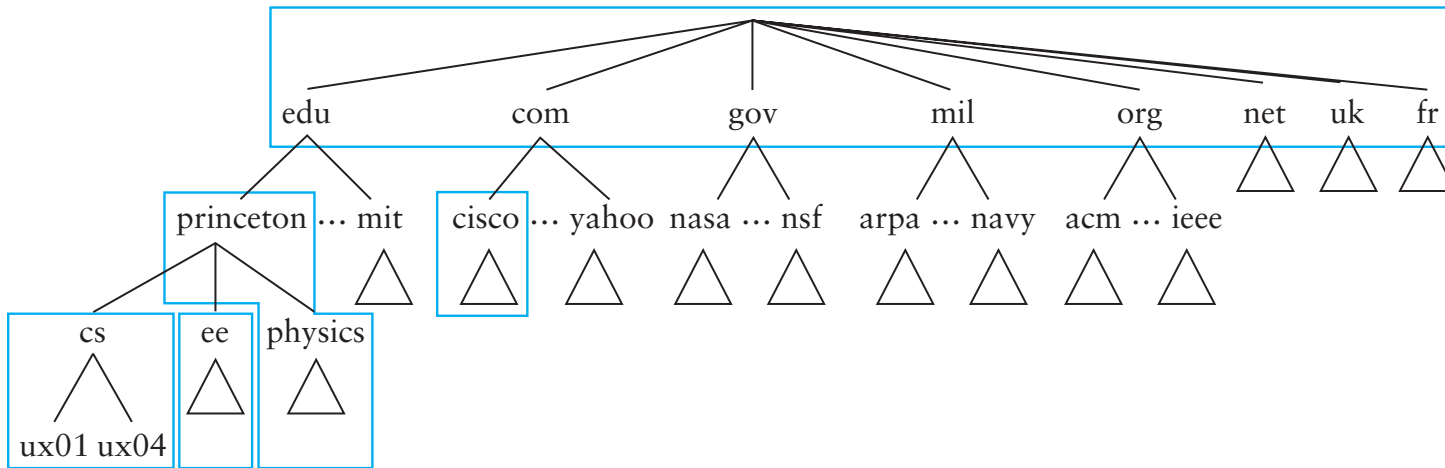 edu com gov mil org net uk fr
princeton … mit cisco … yahoo nasa … nsf arpa … navy acm … ieee
cs ee physics
ux01 ux04